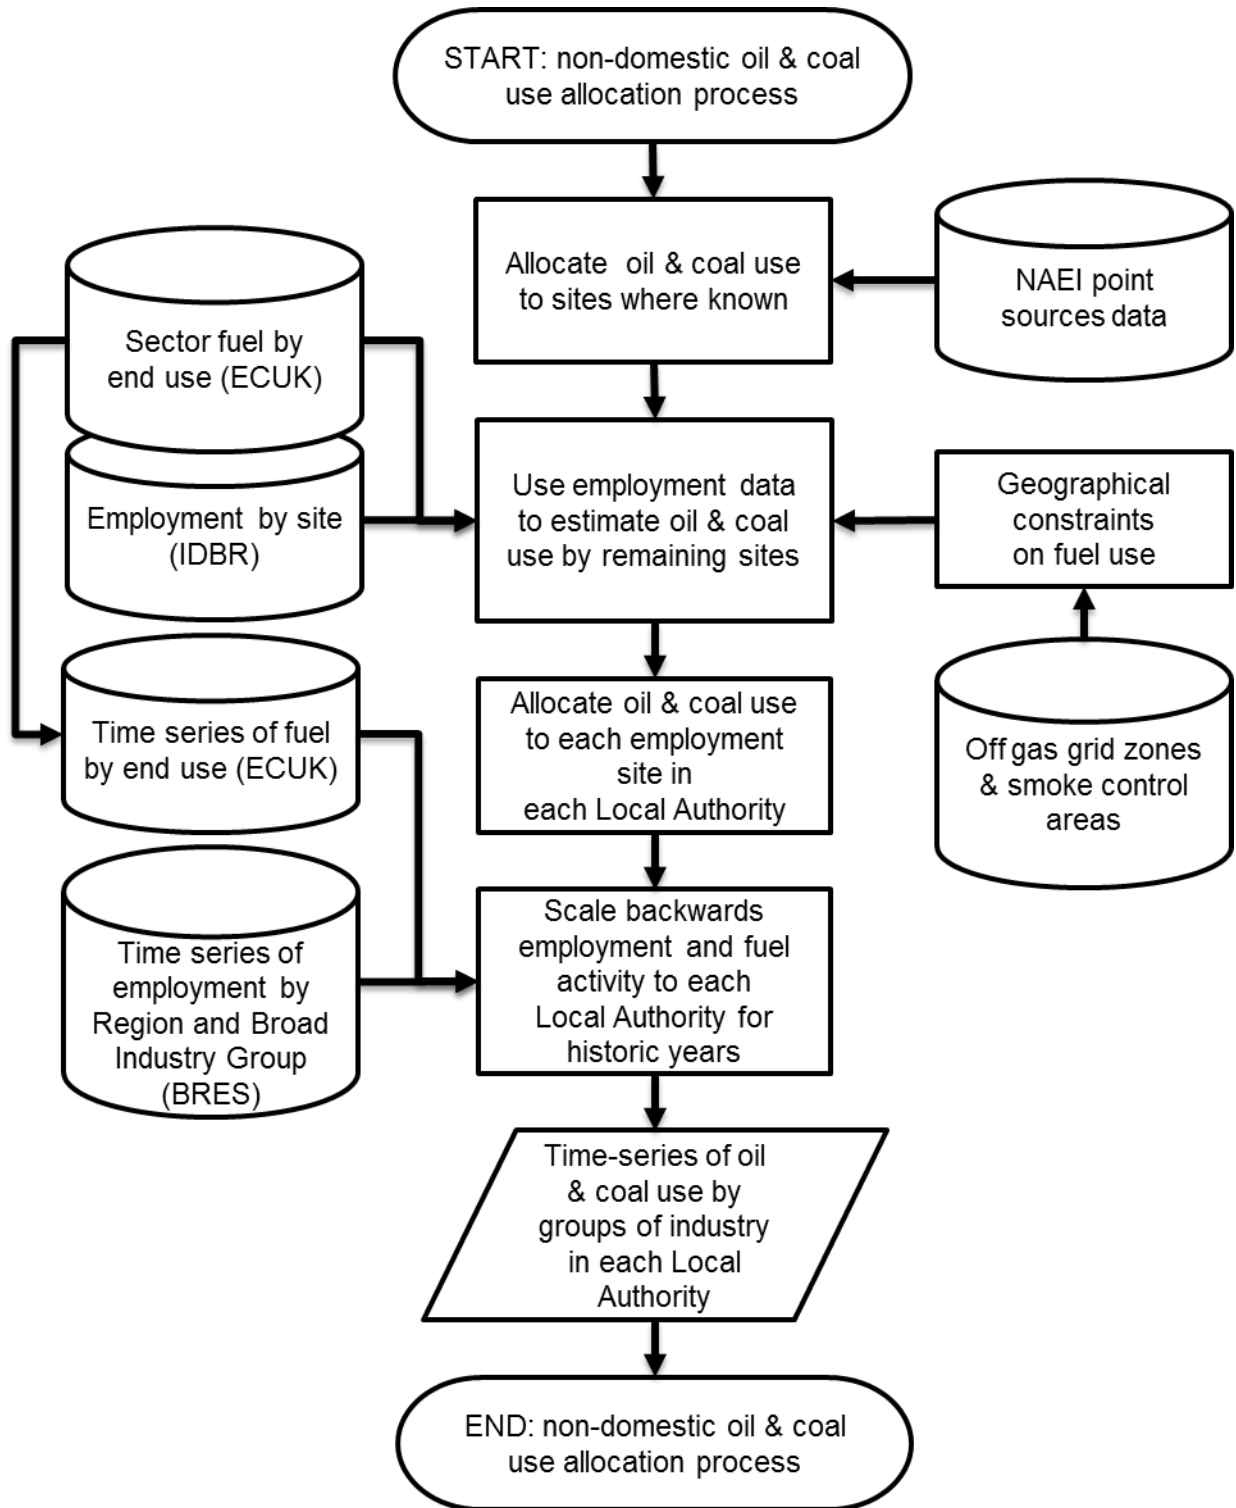 START: non-domestic oil & coal
use allocation process
Allocate oil & coal use
to sites where known
NAEI point
sources data
Sector fuel by
end use (ECUK)
Employment by site
(IDBR)
Use employment data
to estimate oil & coal
use by remaining sites
Geographical
constraints
on fuel use
Off gas grid zones
& smoke control
areas
Time series of fuel
by end use (ECUK)
Allocate oil & coal use
to each employment
site in
each Local Authority
Time series of
employment by
Region and Broad
Industry Group
(BRES)
Scale backwards
employment and fuel
activity to each
Local Authority for
historic years
Time-series of oil
& coal use by
groups of industry
in each Local
Authority
END: non-domestic oil & coal
use allocation process